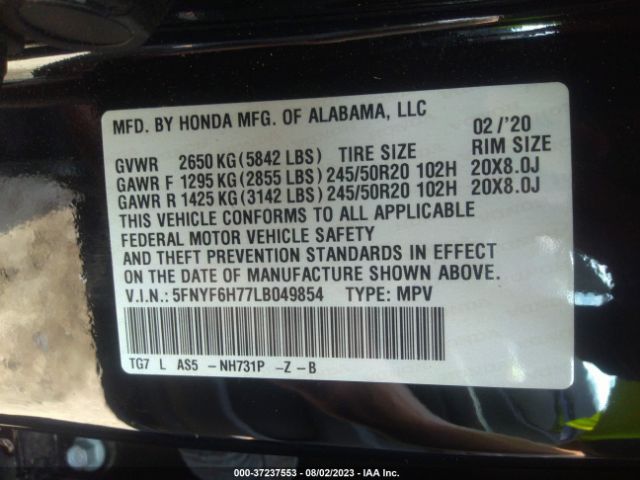 MFD. BY HONDA MFG. OF ALABAMA, LLC 02/'20
GVWR 2650 KG(5842 LBS) TIRE SIZE RIM SIZE
GAWR F 1295 KG(2855 LBS)245/50R20 102H 20X8.0J
GAWR R 1425 KG(3142 LBS)245/50R20 102H 20X8.0J
THIS VEHICLE CONFORMS TO ALL APPLICABLE
FEDERAL MOTOR VEHICLE SAFETY
AND THEFT PREVENTION STANDARDS IN EFFECT
ON THE DATE OF MANUFACTURE SHOWN ABOVE.
V.I.N.: 5FNYF6H77LB049854 TYPE: MPV
TG7 L AS5 -NH731P -Z -B
000-37237553 - 08/02/2023 - IAA Inc.